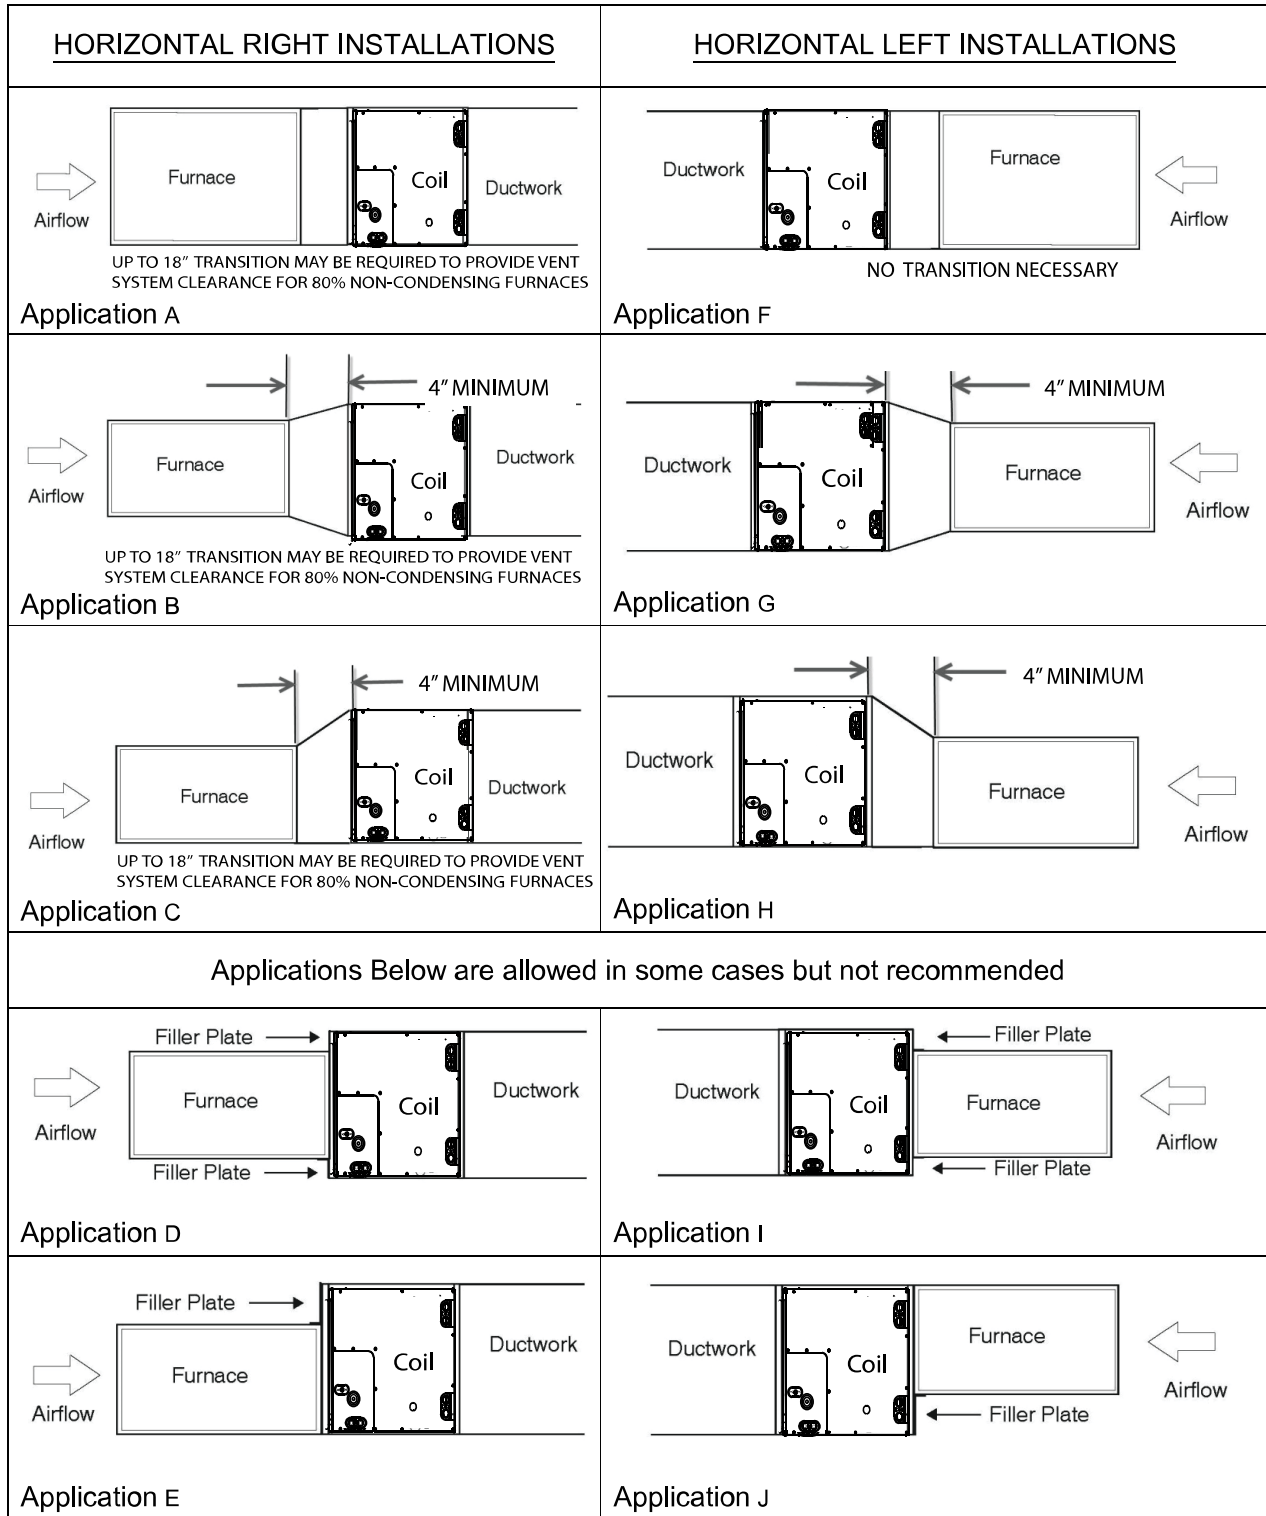 HORIZONTAL RIGHT INSTALLATIONS
HORIZONTAL LEFT INSTALLATIONS
Airflow
Furnace
Coil
Ductwork
UP TO 18" TRANSITION MAY BE REQUIRED TO PROVIDE VENT
SYSTEM CLEARANCE FOR 80% NON-CONDENSING FURNACES
Application A
Ductwork
Coil
Furnace
Airflow
NO TRANSITION NECESSARY
Application F
4" MINIMUM
Airflow
Furnace
Coil
Ductwork
UP TO 18" TRANSITION MAY BE REQUIRED TO PROVIDE VENT
SYSTEM CLEARANCE FOR 80% NON-CONDENSING FURNACES
Application B
4" MINIMUM
Ductwork
Coil
Furnace
Airflow
Application G
4" MINIMUM
Airflow
Furnace
Coil
Ductwork
UP TO 18" TRANSITION MAY BE REQUIRED TO PROVIDE VENT
SYSTEM CLEARANCE FOR 80% NON-CONDENSING FURNACES
Application C
4" MINIMUM
Ductwork
Coil
Furnace
Airflow
Application H
Applications Below are allowed in some cases but not recommended
Filler Plate
Airflow
Furnace
Coil
Ductwork
Filler Plate
Application D
Filler Plate
Ductwork
Coil
Furnace
Airflow
Filler Plate
Application I
Filler Plate
Airflow
Furnace
Coil
Ductwork
Application E
Ductwork
Coil
Furnace
Airflow
Filler Plate
Application J